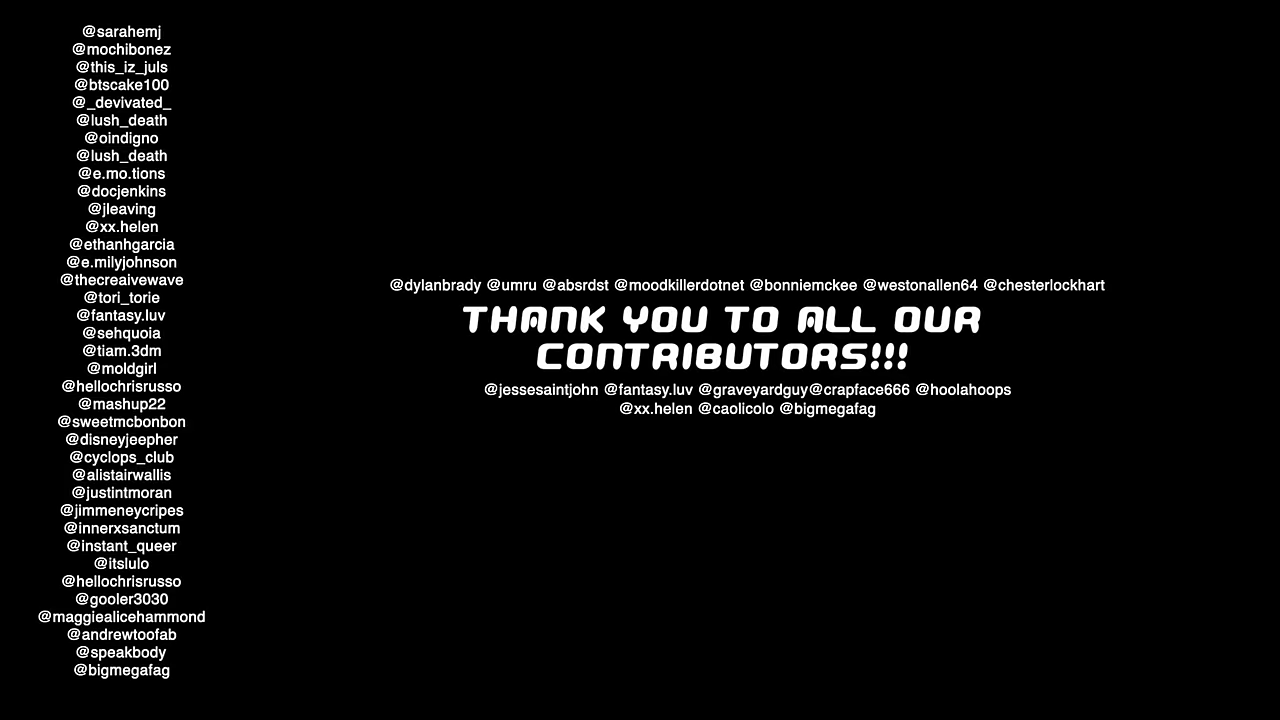 @sarahemj
@mochibonez
@this_iz_juls
@btscake100
@_devivated_
@lush_death
@oindigno
@lush_death
@e.mo.tions
@docjenkins
@jleaving
@xx.helen
@ethanhgarcia
@e.milyjohnson
@thecreaivewave
@tori_torie
@fantasy.luv
@sehquoia
@tiam.3dm
@moldgirl
@hellochrisrusso
@mashup22
@sweetmcbonbon
@disneyjeepher
@cyclops_club
@alistairwallis
@justintmoran
@jimmeneycripes
@innerxsanctum
@instant_queer
@itslulo
@hellochrisrusso
@gooler3030
@maggiealicehammond
@andrewtoofab
@speakbody
@bigmegafag
@dylanbrady @umru @absrdst @moodkillerdotnet @bonniemckee @westonallen64 @chesterlockhart
THANK YOU TO ALL OUR
CONTRIBUTORS!!!
@jessesaintjohn @fantasy.luv @graveyardguy@crapface666 @hoolahoops
@xx.helen @caolicolo @bigmegafag